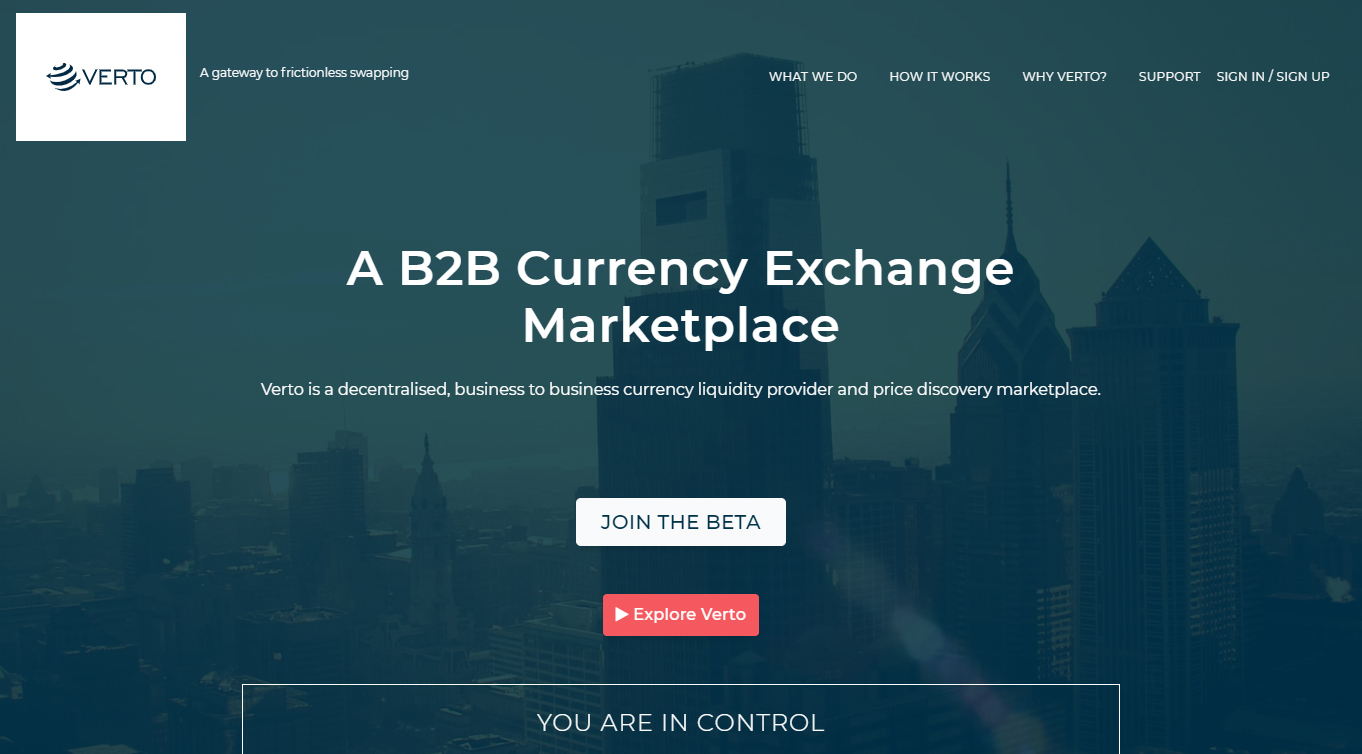 VERTO
A gateway to frictionless swapping
WHAT WE DO
HOW IT WORKS
WHY VERTO?
SUPPORT
SIGN IN / SIGN UP
A B2B Currency Exchange
Marketplace
Verto is a decentralised, business to business currency liquidity provider and price discovery marketplace.
JOIN THE BETA
Explore Verto
YOU ARE IN CONTROL